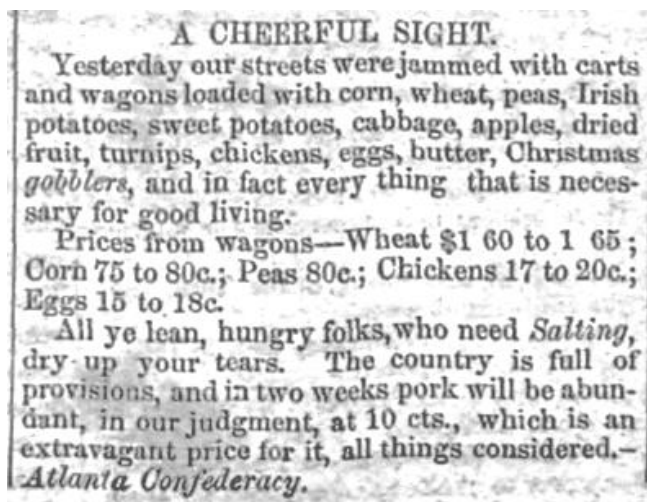 A CHEERFUL SIGHT.
Yesterday our streets were jammed with carts
and wagons loaded with corn, wheat, peas, Irish
potatoes, sweet potatoes, cabbage, apples, dried
fruit, turnips, chickens, eggs, butter, Christmas
gobblers, and in fact every thing that is neces-
sary for good living.
Prices from wagons—Wheat $1 60 to 1 65;
Corn 75 to 80c.; Peas 80c.; Chickens 17 to 20c.;
Eggs 15 to 18c.
All ye lean, hungry folks, who need Salting,
dry up your tears. The country is full of
provisions, and in two weeks pork will be abun-
dant, in our judgment, at 10 cts., which is an
extravagant price for it, all things considered.–
Atlanta Confederacy.